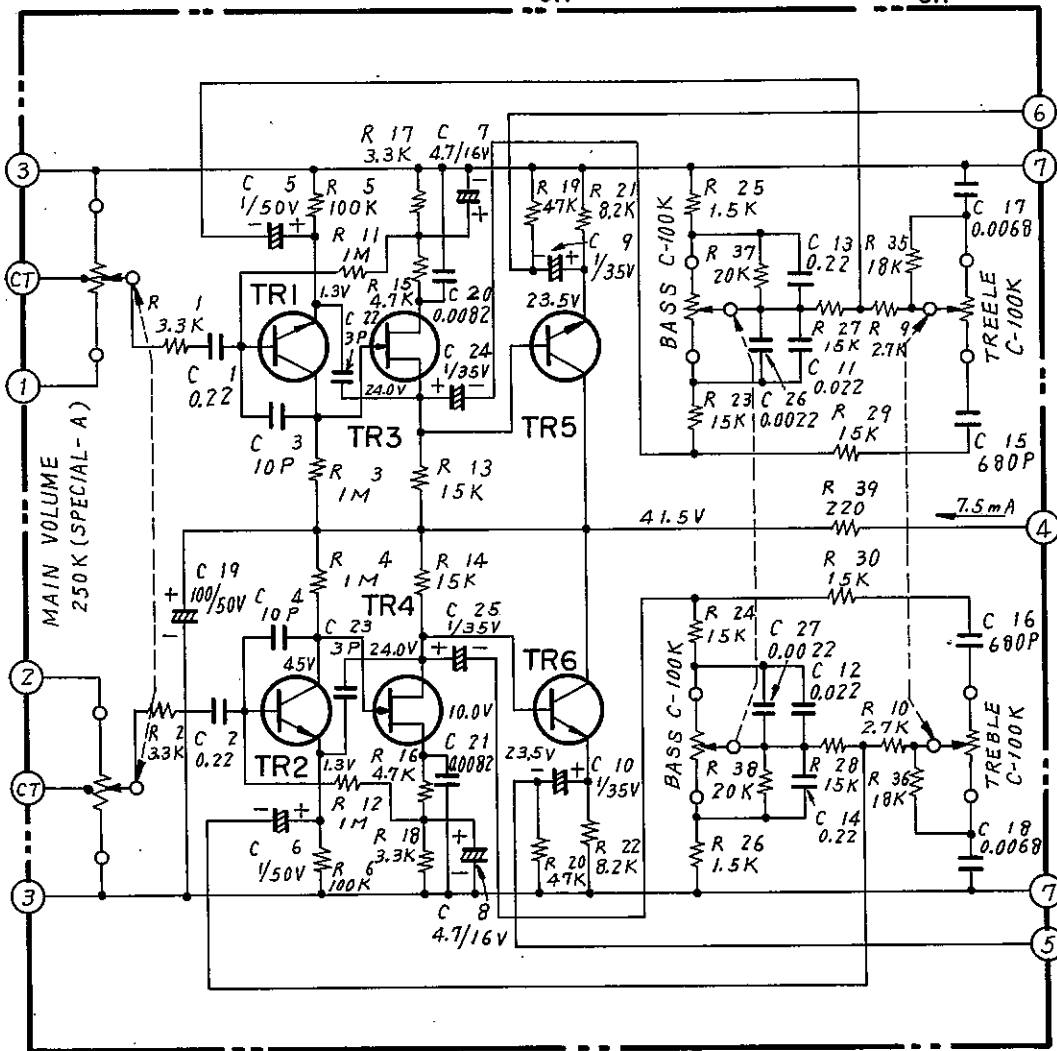 6
R 17
3.3K
C 7
4.7/16V
3
7
C 5
1/50V
R 5
100K
R 19
47K
R 21
8.2K
R 25
1.5K
C 17
0.0068
R 11
1M
C 9
1/35V
BASS C-100K
R 37
20K
C 13
0.22
R 35
18K
CT
R 1
3.3K
TR1
1.3V
R 15
4.7K
C 20
0.0082
23.5V
TREELE
C-100K
C 22
3P
C 24
1/35V
R 27
15K
R 9
2.7K
1
C 1
0.22
24.0V
TR3
TR5
C 11
0.022
R 23
15K
C 26
0.0022
C 3
10P
R 29
15K
C 15
680P
MAIN VOLUME
250K (SPECIAL-A)
R 3
1M
R 13
15K
R 39
220
7.5mA
41.5V
4
C 19
100/50V
R 4
1M
R 14
15K
R 30
15K
C 4
10P
TR4
C 25
1/35V
R 24
15K
C 16
680P
C 23
3P
24.0V
TR6
C 27
0.0022
C 12
0.022
2
45V
10.0V
BASS C-100K
R 10
2.7K
TREBLE
C-100K
R 2
3.3K
C 2
0.22
TR2
1.3V
R 16
4.7K
C 21
0.0082
23.5V
C 10
1/35V
R 38
20K
R 28
15K
R 36
18K
CT
R 12
1M
C 14
0.22
C 6
1/50V
R 6
100K
R 18
3.3K
R 20
47K
R 22
8.2K
R 26
1.5K
C 18
0.0068
3
7
C 8
4.7/16V
5